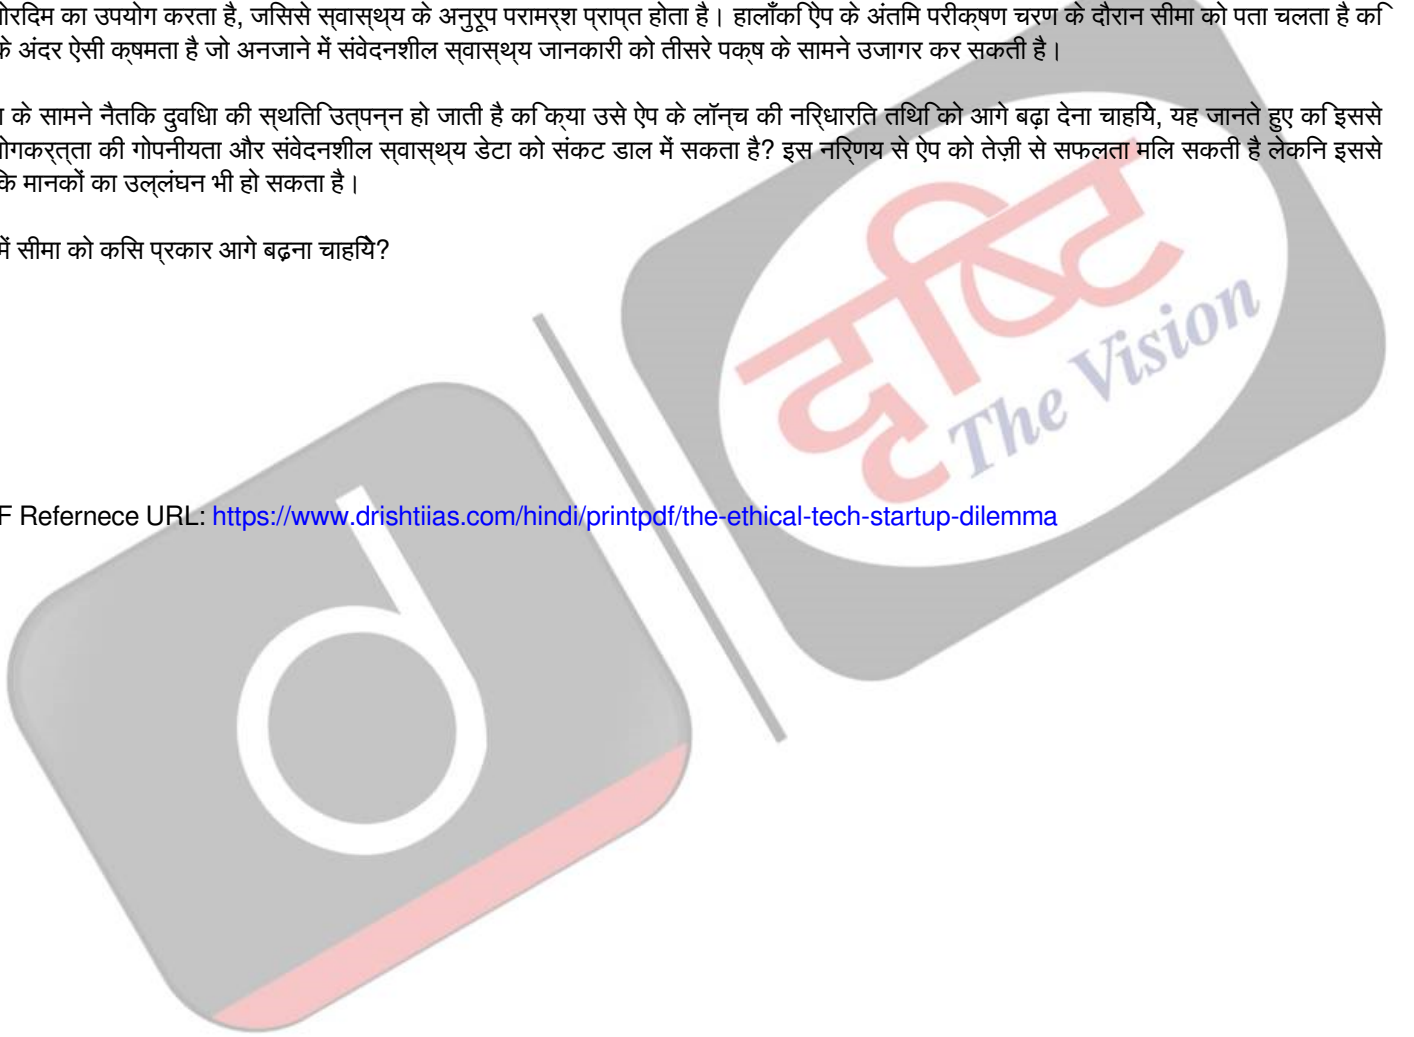 ोरदिम का उपयोग करता है, जिससे स्वास्थ्य के अनुरूप परामर्श प्राप्त होता है। हालाँकि ऐप के अंतिम परीक्षण चरण के दौरान सीमा को पता चलता है कि
के अंदर ऐसी क्षमता है जो अनजाने में संवेदनशील स्वास्थ्य जानकारी को तीसरे पक्ष के सामने उजागर कर सकती है।
के सामने नैतिक दुविधा की स्थिति उत्पन्न हो जाती है कि क्या उसे ऐप के लॉन्च की निर्धारित तिथि को आगे बढ़ा देना चाहिये, यह जानते हुए कि इससे
ोगकर्त्ता की गोपनीयता और संवेदनशील स्वास्थ्य डेटा को संकट डाल में सकता है? इस निर्णय से ऐप को तेज़ी से सफलता मिल सकती है लेकिन इससे
कि मानकों का उल्लंघन भी हो सकता है।
में सीमा को किस प्रकार आगे बढ़ना चाहिये?
दृष्टि
The Vision
F Refernece URL: https://www.drishtiias.com/hindi/printpdf/the-ethical-tech-startup-dilemma
d